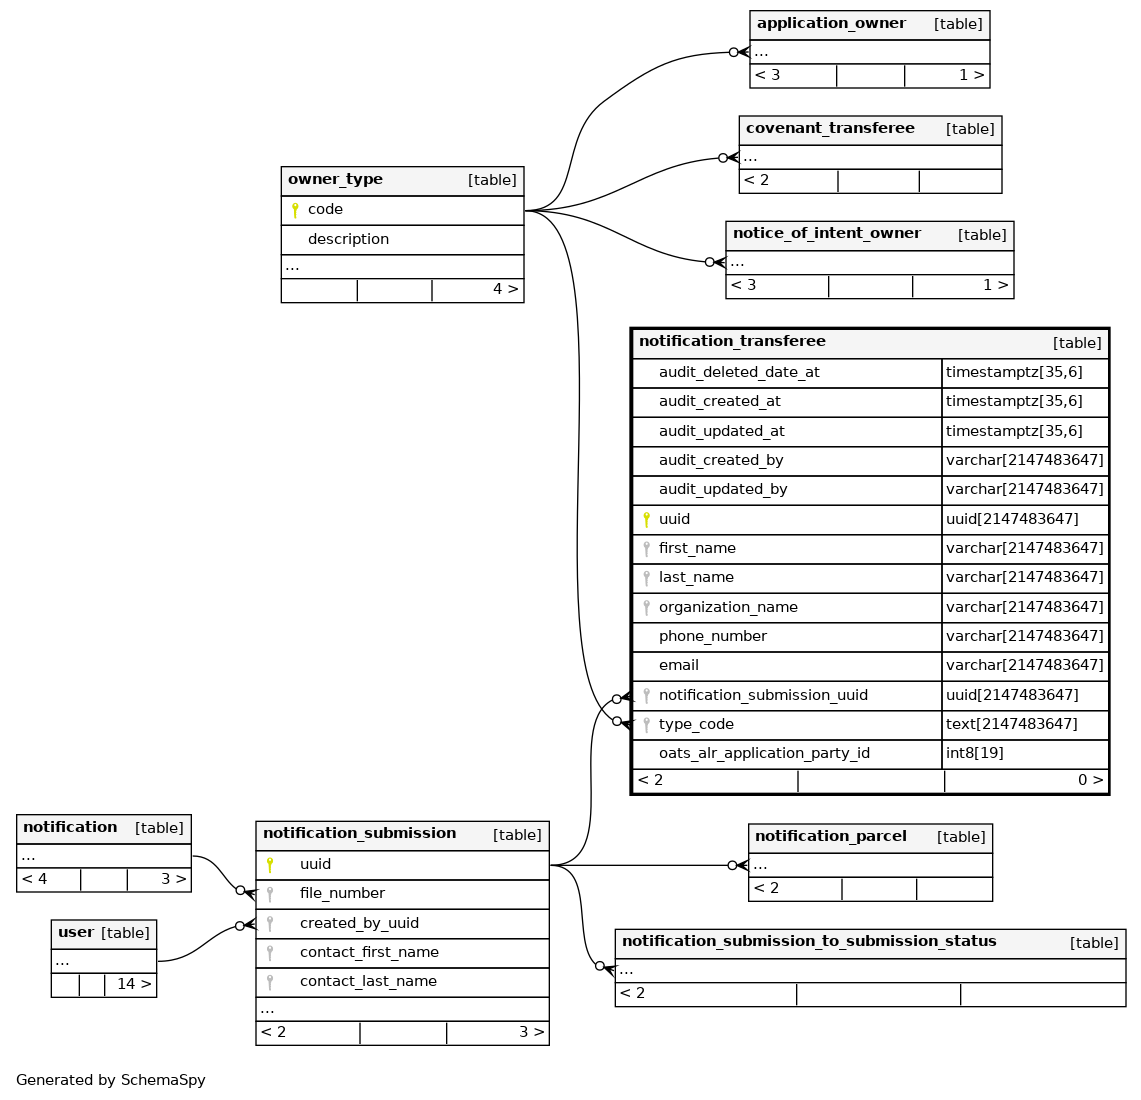 application_owner [table]
...
< 3 1 >
covenant_transferee [table]
...
< 2
owner_type [table]
code
description
...
4 >
notice_of_intent_owner [table]
...
< 3 1 >
notification_transferee [table]
audit_deleted_date_at timestamptz[35,6]
audit_created_at timestamptz[35,6]
audit_updated_at timestamptz[35,6]
audit_created_by varchar[2147483647]
audit_updated_by varchar[2147483647]
uuid uuid[2147483647]
first_name varchar[2147483647]
last_name varchar[2147483647]
organization_name varchar[2147483647]
phone_number varchar[2147483647]
email varchar[2147483647]
notification_submission_uuid uuid[2147483647]
type_code text[2147483647]
oats_alr_application_party_id int8[19]
< 2 0 >
notification [table]
...
< 4 3 >
user [table]
...
14 >
notification_submission [table]
uuid
file_number
created_by_uuid
contact_first_name
contact_last_name
...
< 2 3 >
notification_parcel [table]
...
< 2
notification_submission_to_submission_status [table]
...
< 2
Generated by SchemaSpy